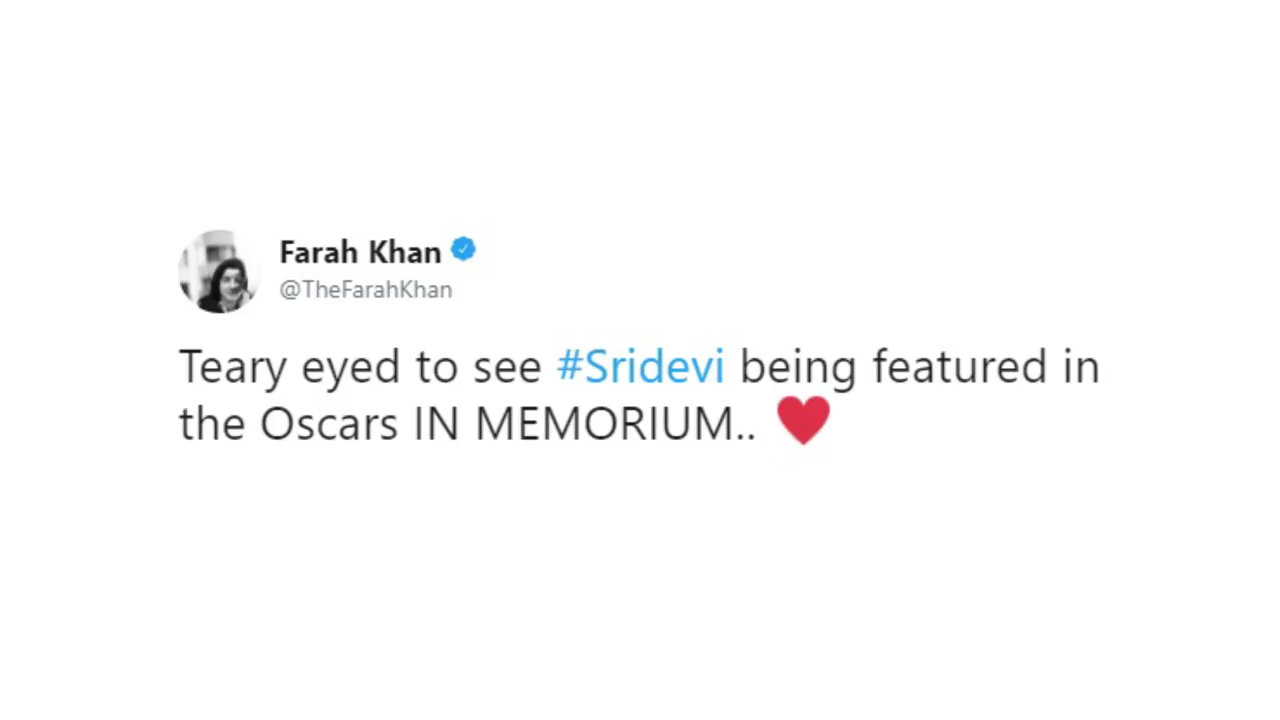 Farah Khan
@TheFarahKhan
Teary eyed to see #Sridevi being featured in
the Oscars IN MEMORIUM.. ♥